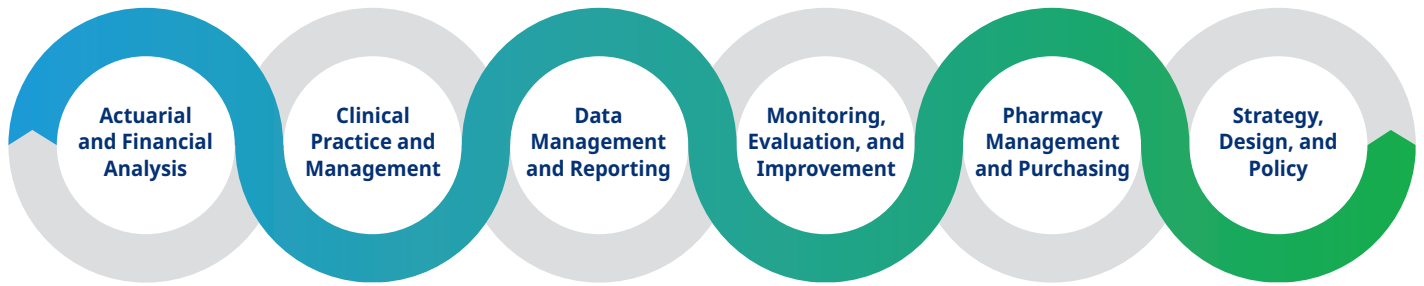 Actuarial
and Financial
Analysis
Clinical
Practice and
Management
Data
Management
and Reporting
Monitoring,
Evaluation, and
Improvement
Pharmacy
Management
and Purchasing
Strategy,
Design, and
Policy